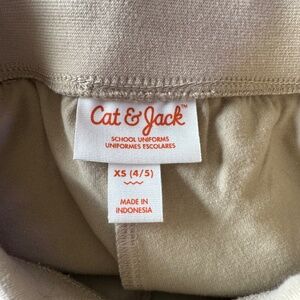 Cat & Jack™
SCHOOL UNIFORMS
UNIFORMES ESCOLARES
XS (4/5)
MADE IN
INDONESIA